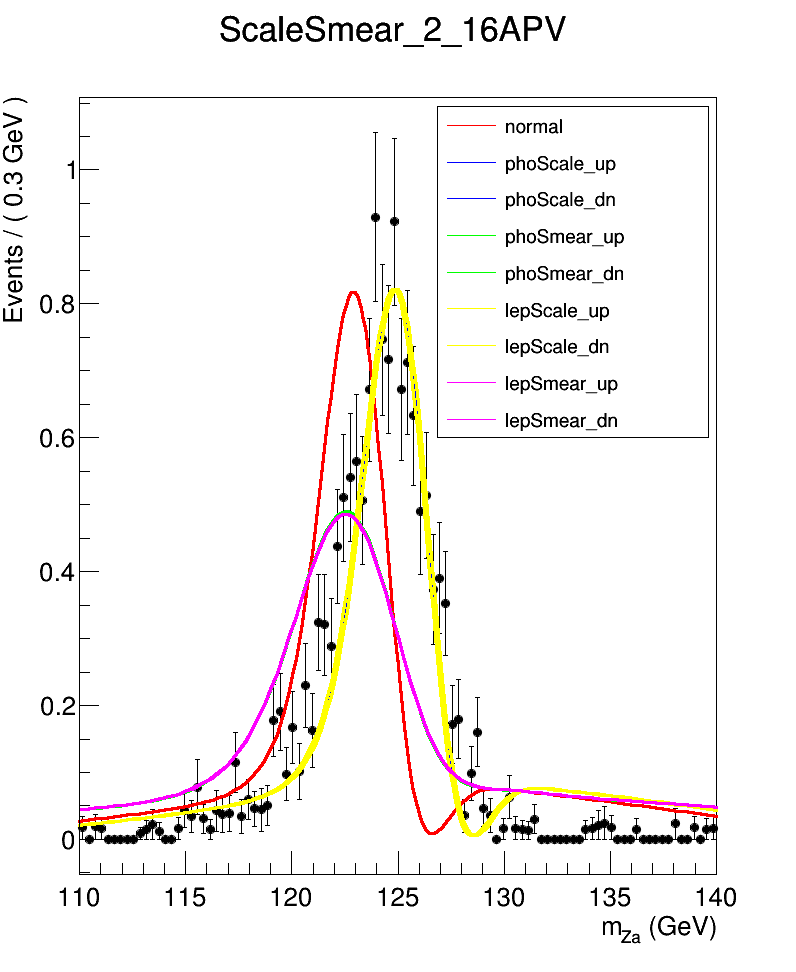 ScaleSmear_2_16APV
Events / ( 0.3 GeV )
1
0.8
0.6
0.4
0.2
0
normal
phoScale_up
phoScale_dn
phoSmear_up
phoSmear_dn
lepScale_up
lepScale_dn
lepSmear_up
lepSmear_dn
110 115 120 125 130 135 140
m_Za (GeV)